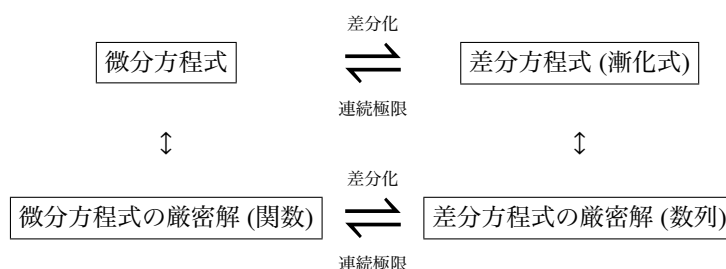 差分化
微分方程式
差分方程式 (漸化式)
連続極限
差分化
微分方程式の厳密解 (関数)
差分方程式の厳密解 (数列)
連続極限